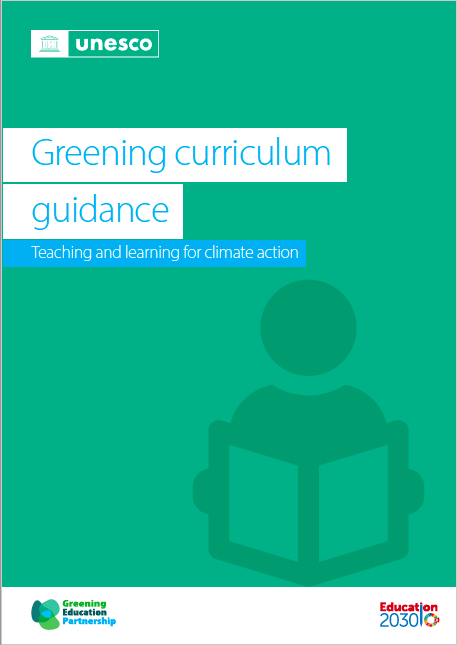 unesco
Greening curriculum
guidance
Teaching and learning for climate action
Greening
Education
Partnership
Education
2030